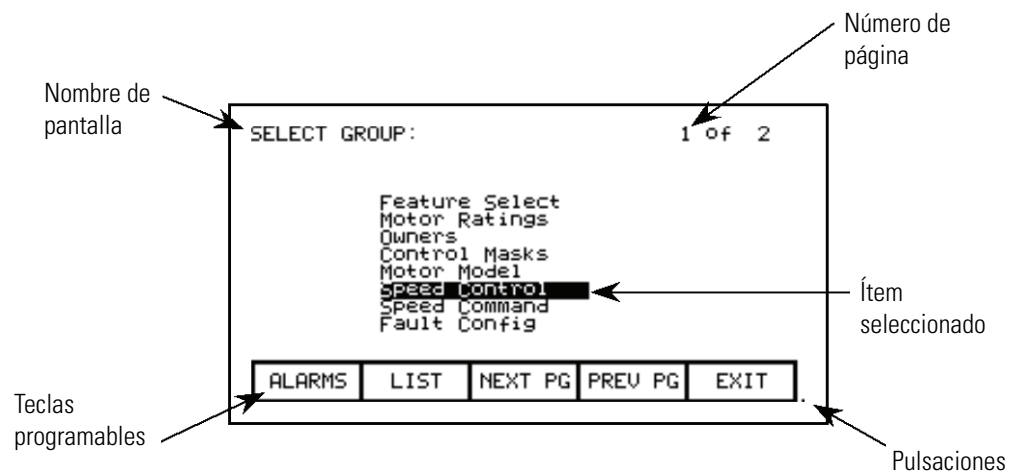 Número de
página
Nombre de
pantalla
SELECT GROUP: 1 of 2
Feature Select
Motor Ratings
Owners
Control Masks
Motor Model
Speed Control
Speed Command
Fault Config
Ítem
seleccionado
ALARMS LIST NEXT PG PREV PG EXIT
.
Teclas
programables
Pulsaciones